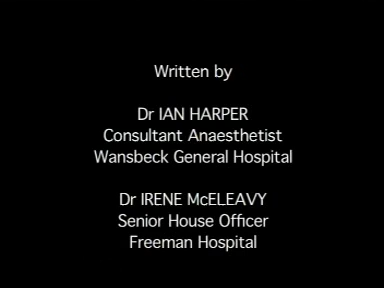 Written by
Dr IAN HARPER
Consultant Anaesthetist
Wansbeck General Hospital
Dr IRENE McELEAVY
Senior House Officer
Freeman Hospital